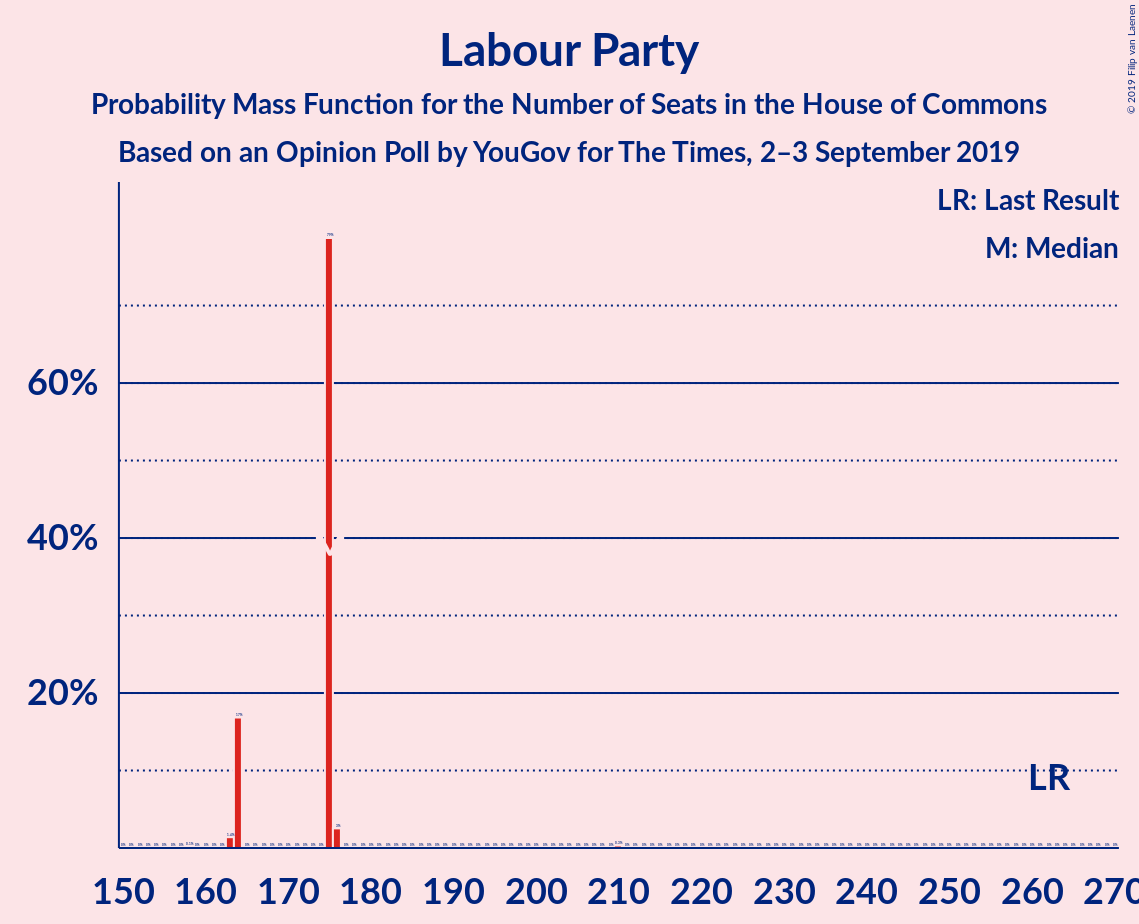 Labour Party
Probability Mass Function for the Number of Seats in the House of Commons
Based on an Opinion Poll by YouGov for The Times, 2–3 September 2019
© 2019 Filip van Laenen
LR: Last Result
M: Median
79%
60%
40%
M
20%
17%
LR
150 160 170 180 190 200 210 220 230 240 250 260 270